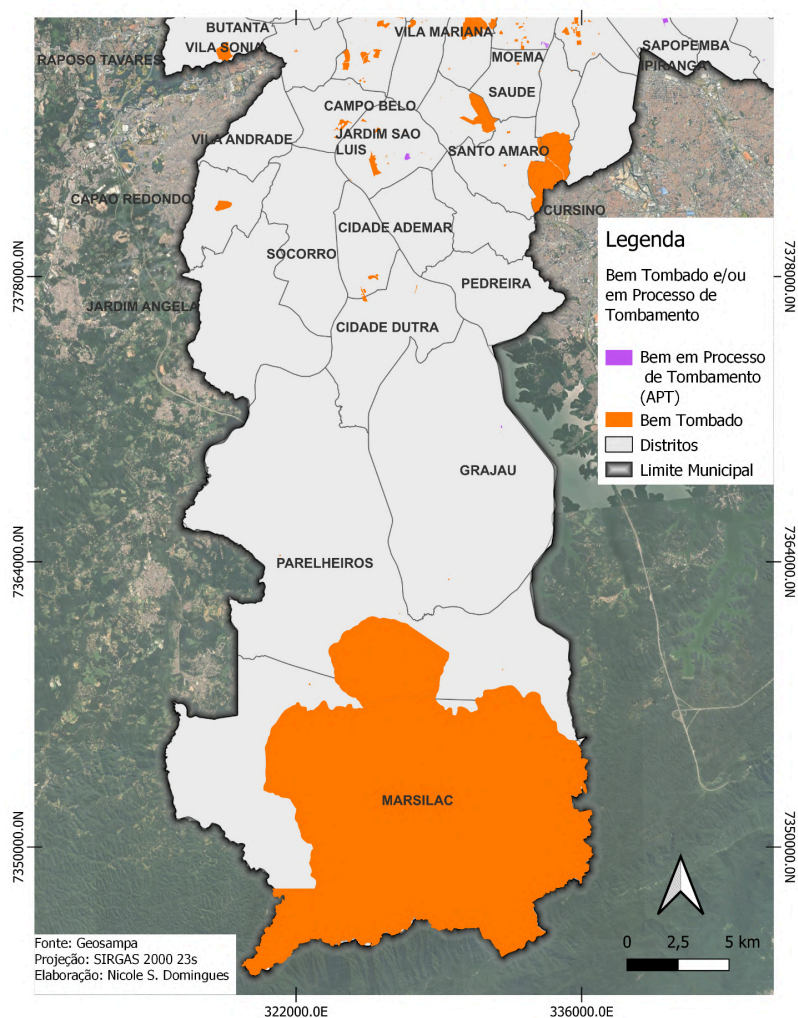 BUTANTA
VILA MARIANA
VILA SONIA
SAPOPEMBA
RAPOSO TAVARES
MOEMA
IPIRANGA
SAUDE
CAMPO BELO
VILA ANDRADE
JARDIM SAO
LUIS
SANTO AMARO
CAPAO REDONDO
CURSINO
CIDADE ADEMAR
SOCORRO
PEDREIRA
JARDIM ANGELA
CIDADE DUTRA
GRAJAU
PARELHEIROS
MARSILAC
Legenda
Bem Tombado e/ou
em Processo de
Tombamento
Bem em Processo
de Tombamento
(APT)
Bem Tombado
Distritos
Limite Municipal
7378000.0N
7378000.0N
7364000.0N
7364000.0N
7350000.0N
7350000.0N
0 2,5 5 km
Fonte: Geosampa
Projeção: SIRGAS 2000 23s
Elaboração: Nicole S. Domingues
322000.0E
336000.0E